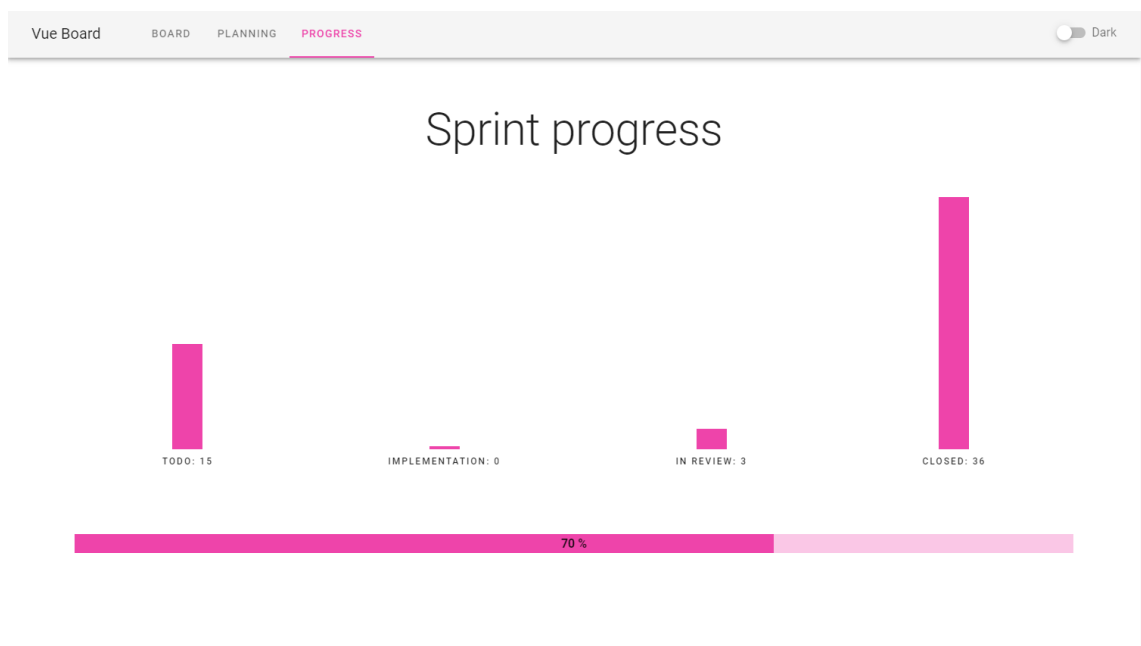 Vue Board BOARD PLANNING PROGRESS Dark
Sprint progress
TODO: 15 IMPLEMENTATION: 0 IN REVIEW: 3 CLOSED: 36
70 %